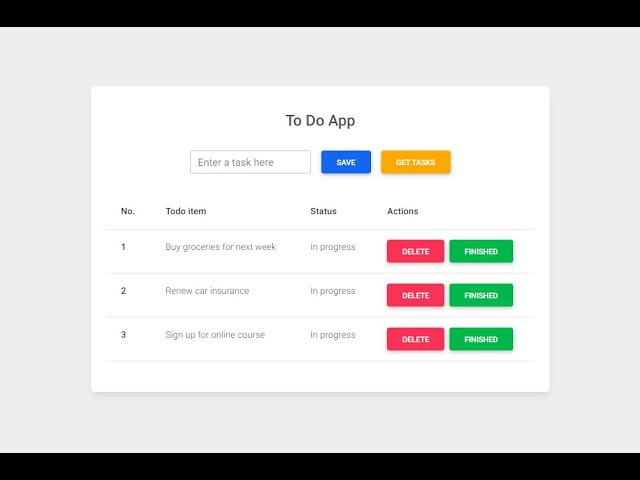 To Do App
Enter a task here SAVE GET TASKS
No. Todo item Status Actions
1 Buy groceries for next week In progress DELETE FINISHED
2 Renew car insurance In progress DELETE FINISHED
3 Sign up for online course In progress DELETE FINISHED